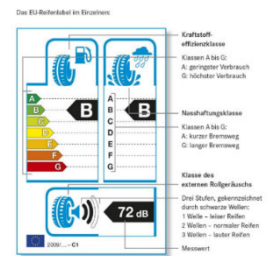 Das EU-Reifenlabel im Einzelnen:
Kraftstoff-
effizienzklasse
Klassen A bis G:
A: geringster Verbrauch
G: höchster Verbrauch
A
B
C
D
E
F
G
B
A
B
C
D
E
F
G
B
Nasshaftungsklasse
Klassen A bis G:
A: kurzer Bremsweg
G: langer Bremsweg
Klasse des
externen Rollgeräuschs
Drei Stufen, gekennzeichnet
durch schwarze Wellen:
1 Welle – leiser Reifen
2 Wellen – normaler Reifen
3 Wellen – lauter Reifen
72 dB
Messwert
– C1